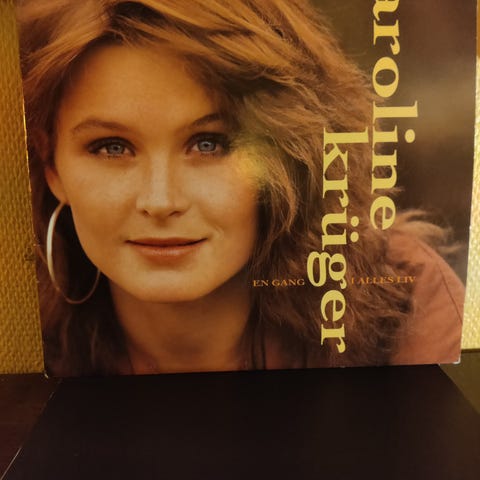 aroline
krüger
EN GANG I ALLES LIV